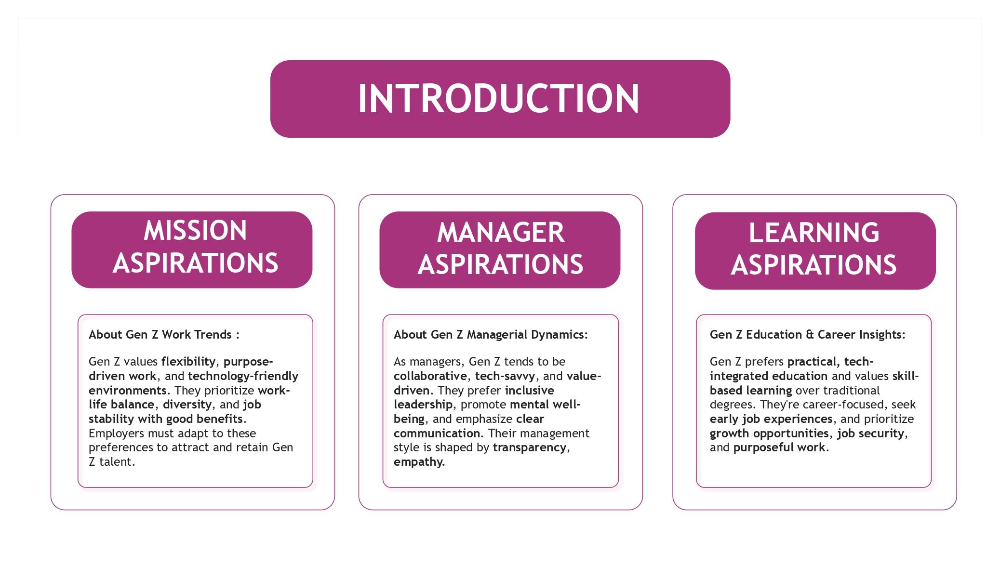 INTRODUCTION
MISSION
ASPIRATIONS
About Gen Z Work Trends :
Gen Z values flexibility, purpose-
driven work, and technology-friendly
environments. They prioritize work-
life balance, diversity, and job
stability with good benefits.
Employers must adapt to these
preferences to attract and retain Gen
Z talent.
MANAGER
ASPIRATIONS
About Gen Z Managerial Dynamics:
As managers, Gen Z tends to be
collaborative, tech-savvy, and value-
driven. They prefer inclusive
leadership, promote mental well-
being, and emphasize clear
communication. Their management
style is shaped by transparency,
empathy.
LEARNING
ASPIRATIONS
Gen Z Education & Career Insights:
Gen Z prefers practical, tech-
integrated education and values skill-
based learning over traditional
degrees. They're career-focused, seek
early job experiences, and prioritize
growth opportunities, job security,
and purposeful work.